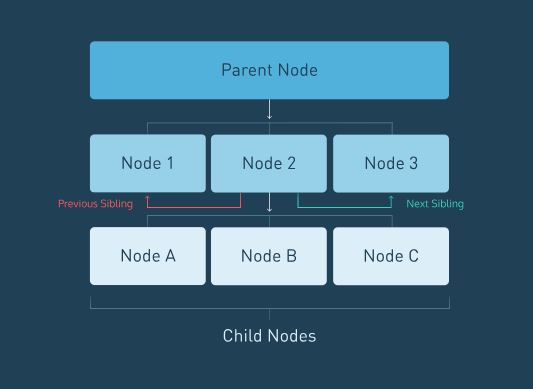 Parent Node
Node 1
Node 2
Node 3
Previous Sibling
Next Sibling
Node A
Node B
Node C
Child Nodes